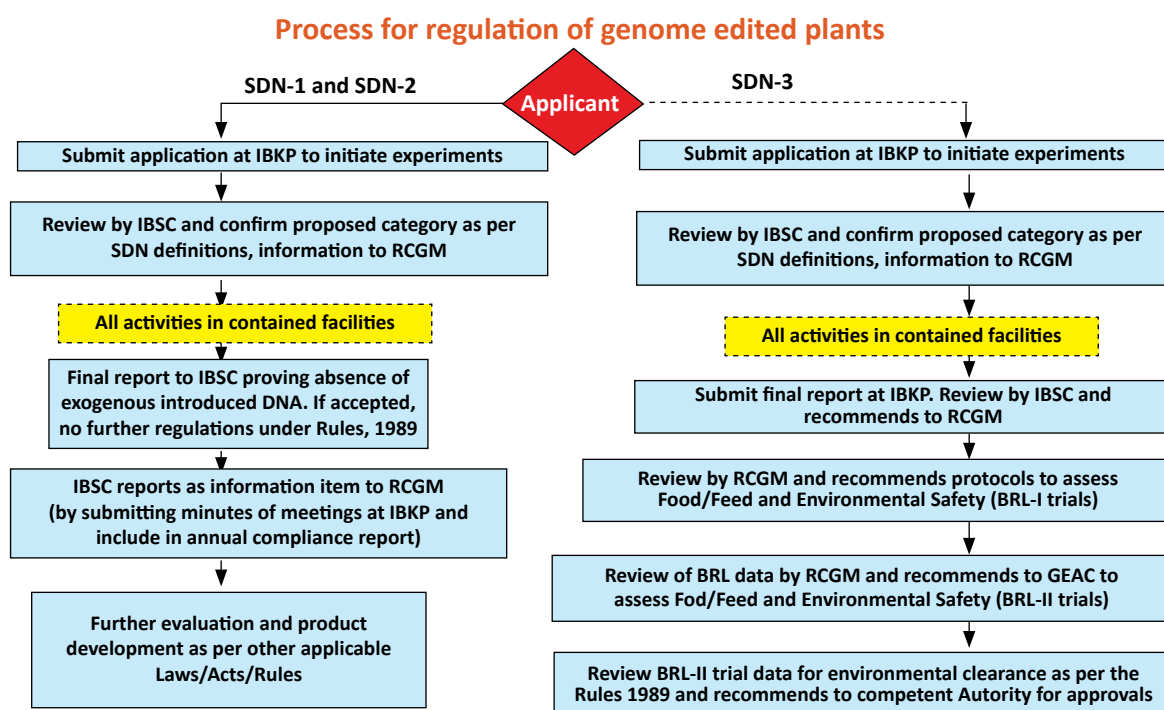 Process for regulation of genome edited plants
SDN-1 and SDN-2
SDN-3
Applicant
Submit application at IBKP to initiate experiments
Review by IBSC and confirm proposed category as per
SDN definitions, information to RCGM
All activities in contained facilities
Final report to IBSC proving absence of
exogenous introduced DNA. If accepted,
no further regulations under Rules, 1989
IBSC reports as information item to RCGM
(by submitting minutes of meetings at IBKP and
include in annual compliance report)
Further evaluation and product
development as per other applicable
Laws/Acts/Rules
Submit application at IBKP to initiate experiments
Review by IBSC and confirm proposed category as per
SDN definitions, information to RCGM
All activities in contained facilities
Submit final report at IBKP. Review by IBSC and
recommends to RCGM
Review by RCGM and recommends protocols to assess
Food/Feed and Environmental Safety (BRL-I trials)
Review of BRL data by RCGM and recommends to GEAC to
assess Fod/Feed and Environmental Safety (BRL-II trials)
Review BRL-II trial data for environmental clearance as per the
Rules 1989 and recommends to competent Autority for approvals